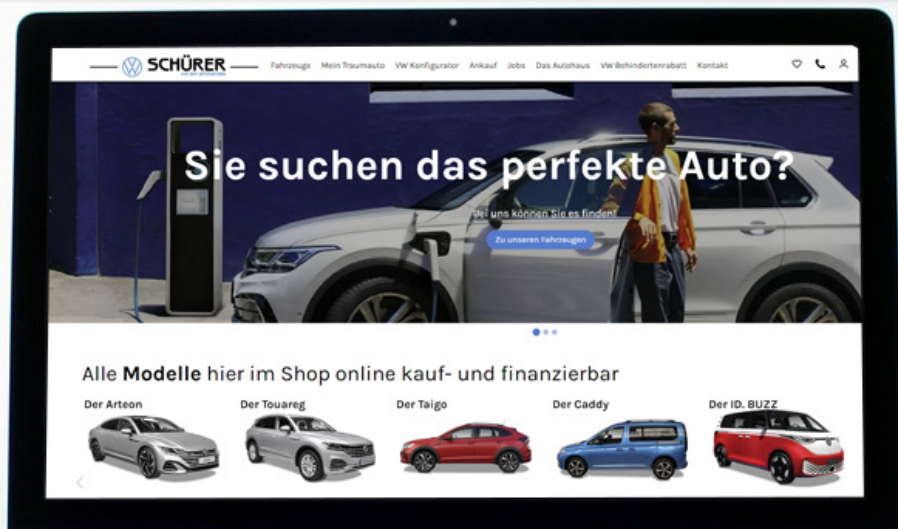 SCHÜRER
Fahrzeuge Mein Traumauto VW Konfigurator Ankauf Jobs Das Autohaus VW Behindertenrabatt Kontakt
Sie suchen das perfekte Auto?
Bei uns können Sie es finden!
Zu unseren Fahrzeugen
Alle Modelle hier im Shop online kauf- und finanzierbar
Der Arteon Der Touareg Der Taigo Der Caddy Der ID. BUZZ